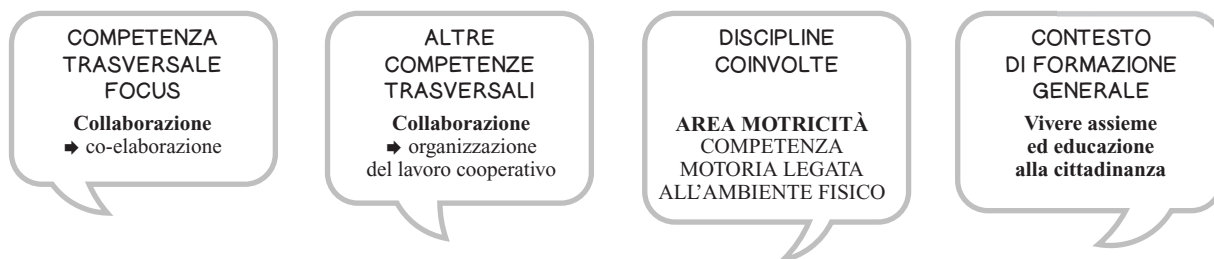 COMPETENZA
TRASVERSALE
FOCUS
Collaborazione
➡ co-elaborazione
ALTRE
COMPETENZE
TRASVERSALI
Collaborazione
➡ organizzazione
del lavoro cooperativo
DISCIPLINE
COINVOLTE
AREA MOTRICITÀ
COMPETENZA
MOTORIA LEGATA
ALL'AMBIENTE FISICO
CONTESTO
DI FORMAZIONE
GENERALE
Vivere assieme
ed educazione
alla cittadinanza